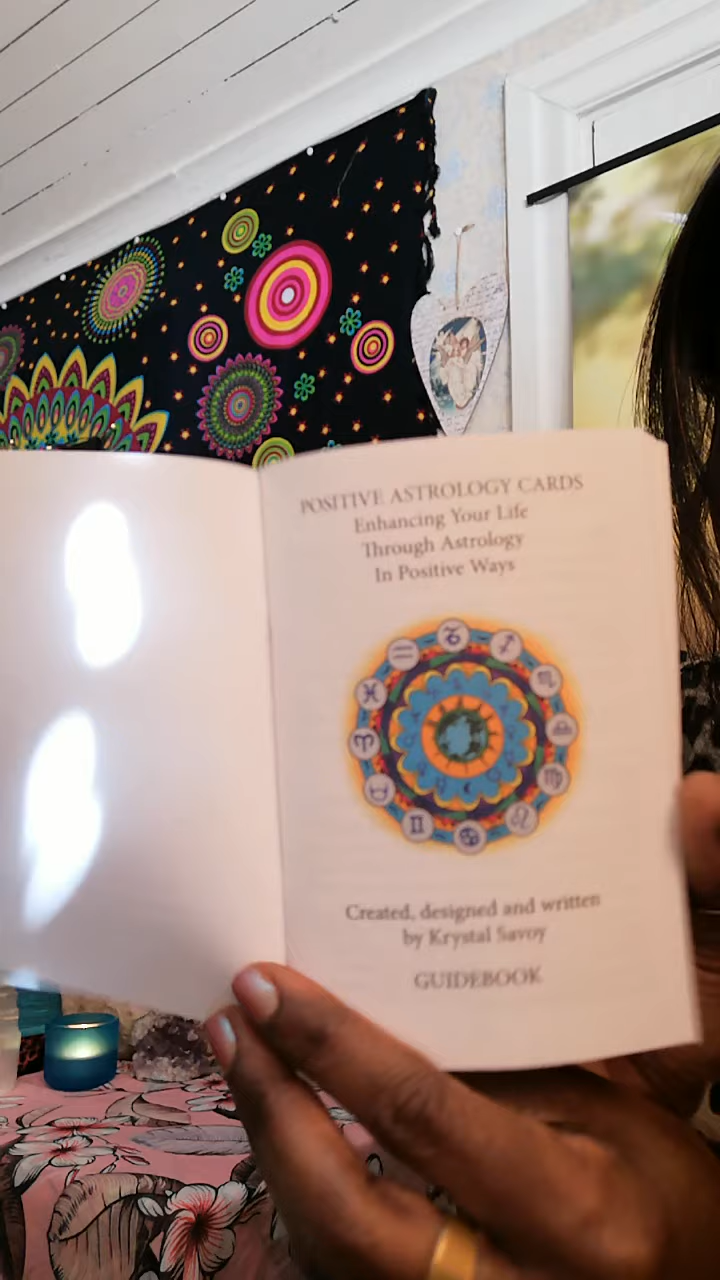 POSITIVE ASTROLOGY CARDS
Enhancing Your Life
Through Astrology
In Positive Ways
Created, designed and written
by Krystal Savoy
GUIDEBOOK